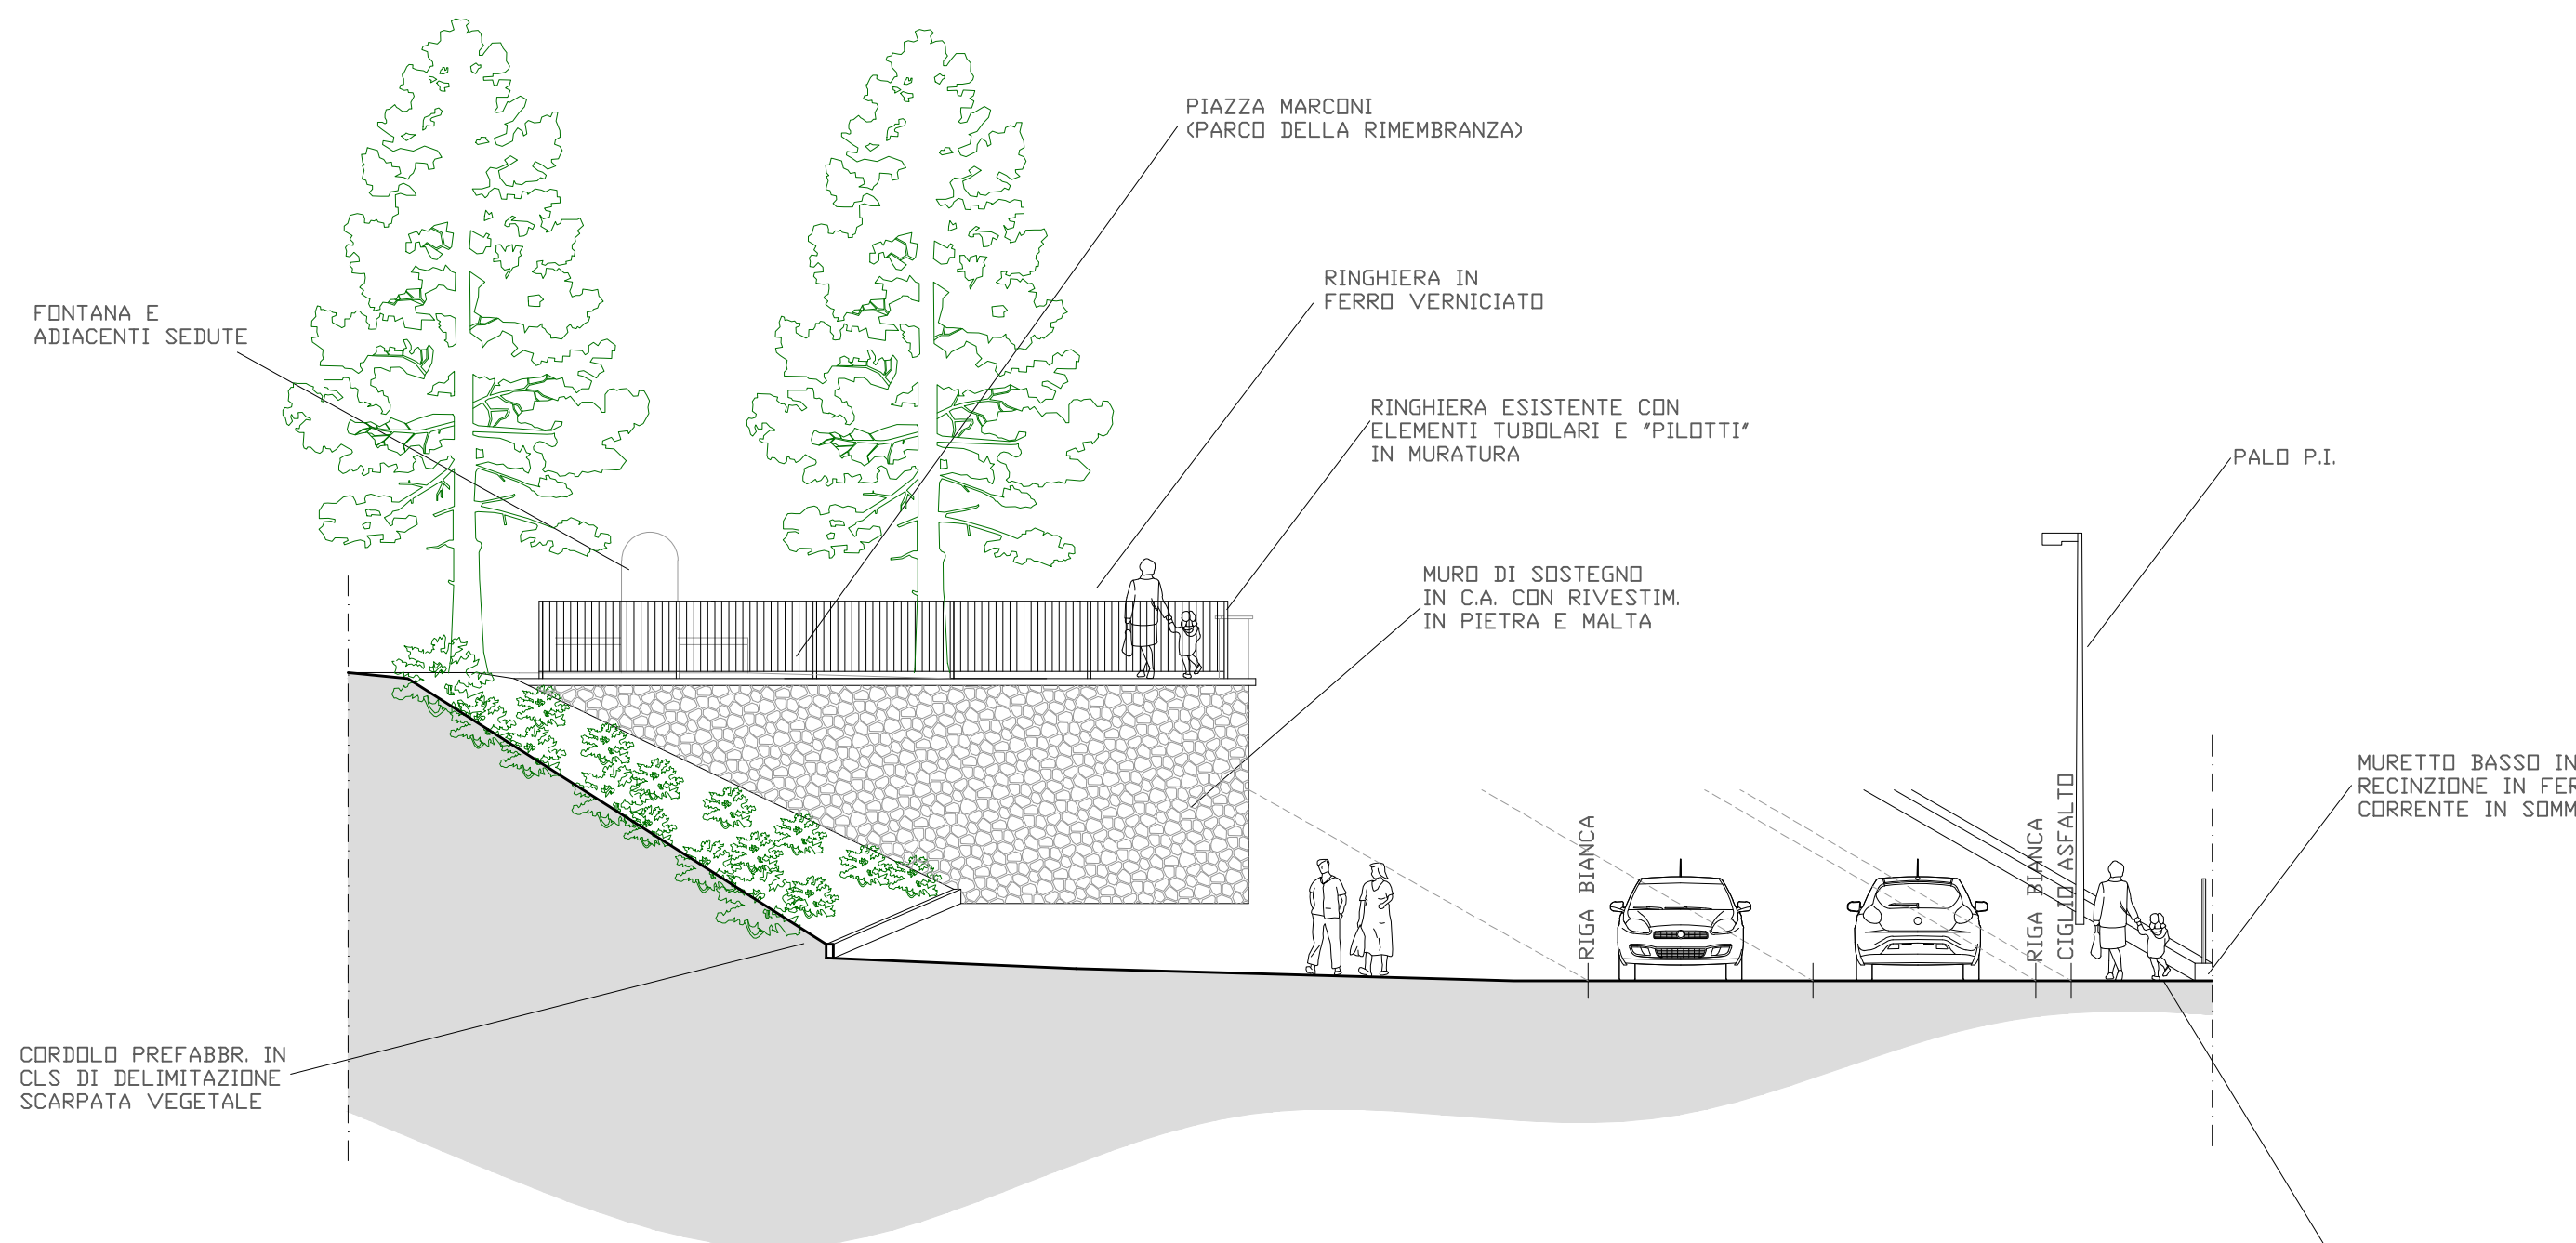 PIAZZA MARCONI
(PARCO DELLA RIMEMBRANZA)
RINGHIERA IN
FERRO VERNICIATO
FONTANA E
ADIACENTI SEDUTE
RINGHIERA ESISTENTE CON
ELEMENTI TUBOLARI E "PILOTTI"
IN MURATURA
PALO P.I.
MURO DI SOSTEGNO
IN C.A. CON RIVESTIM.
IN PIETRA E MALTA
MURETTO BASSO IN
RECINZIONE IN FER
CORRENTE IN SOMM
RIGA BIANCA
RIGA BIANCA
CIGLIO ASFALTO
CORDOLO PREFABBR. IN
CLS DI DELIMITAZIONE
SCARPATA VEGETALE